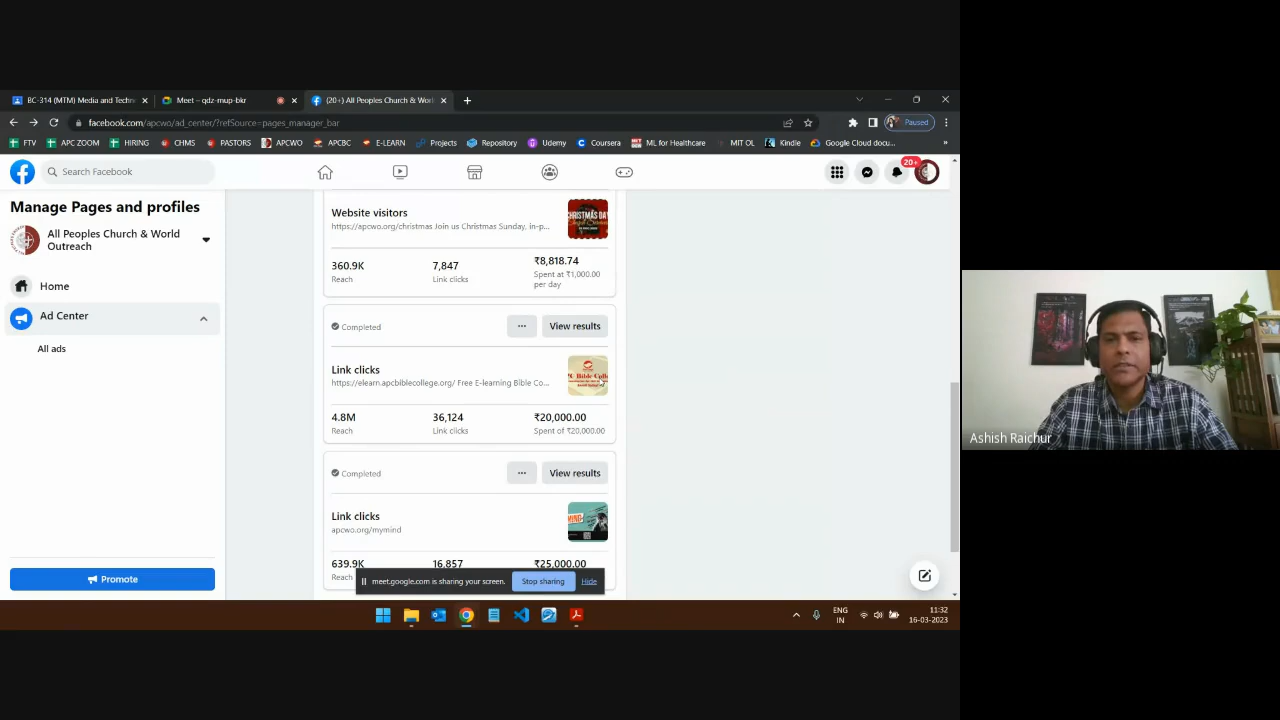 BC-314 (MTM) Media and Techn
Meet – qdz-mup-bkr
(20+) All Peoples Church & Worl
facebook.com/apcwo/ad_center/?refSource=pages_manager_bar
Paused
FTV
APC ZOOM
HIRING
CHMS
PASTORS
APCWO
APCBC
E-LEARN
Projects
Repository
Udemy
Coursera
ML for Healthcare
MIT OL
Kindle
Google Cloud docu...
»
Search Facebook
20+
Manage Pages and profiles
All Peoples Church & World
Outreach
Home
Ad Center
All ads
Promote
Website visitors
https://apcwo.org/christmas Join us Christmas Sunday, in-p...
CHRISTMAS DAY
360.9K
Reach
7,847
Link clicks
₹8,818.74
Spent at ₹1,000.00
per day
Completed
...
View results
Link clicks
https://elearn.apcbiblecollege.org/ Free E-learning Bible Co...
4.8M
Reach
36,124
Link clicks
₹20,000.00
Spent of ₹20,000.00
Completed
...
View results
Link clicks
apcwo.org/mymind
639.9K
Reach
16,857
₹25,000.00
meet.google.com is sharing your screen.
Stop sharing
Hide
ENG
IN
11:32
16-03-2023
Ashish Raichur